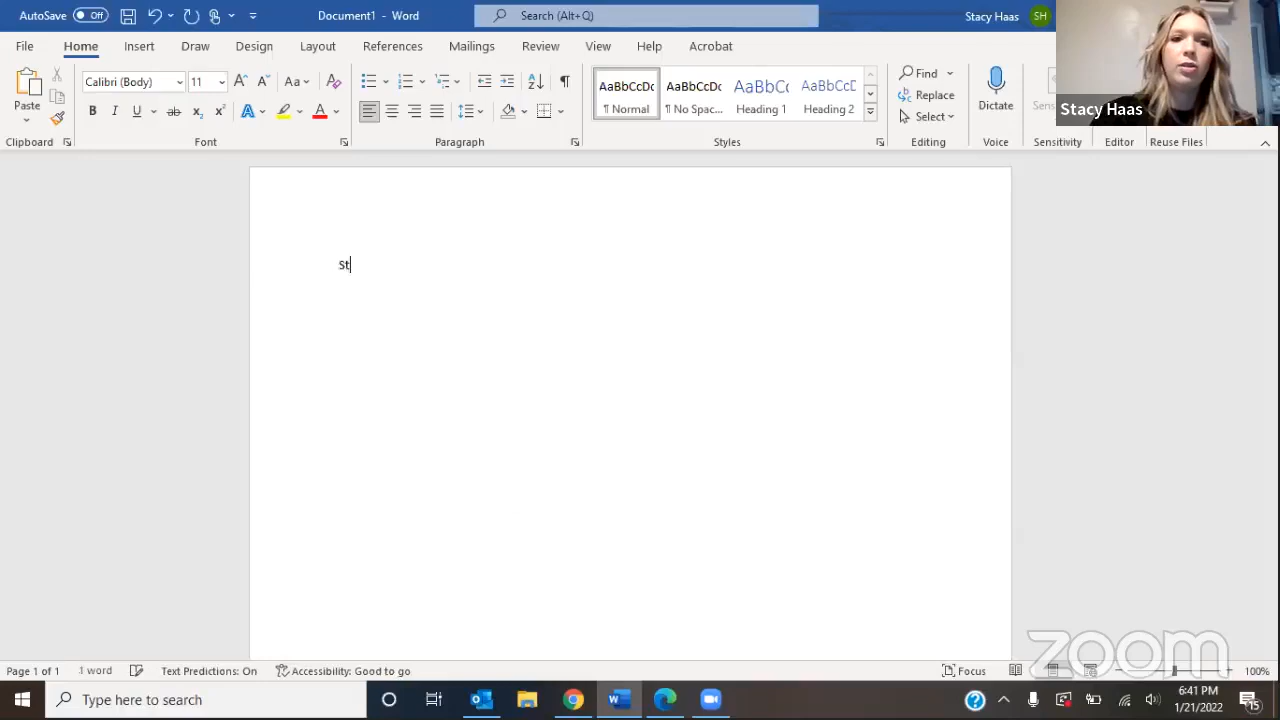 AutoSave Off Document1 - Word Search (Alt+Q) Stacy Haas SH
File Home Insert Draw Design Layout References Mailings Review View Help Acrobat
Paste Calibri (Body) 11 Aa AaBbCcDc AaBbCcDc AaBbCc AaBbCcD Find Dictate
¶ Normal ¶ No Spac... Heading 1 Heading 2 Replace
Select Stacy Haas
Clipboard Font Paragraph Styles Editing Voice Sensitivity Editor Reuse Files
St
zoom
Page 1 of 1 1 word Text Predictions: On Accessibility: Good to go Focus 100%
Type here to search 6:41 PM
1/21/2022 15